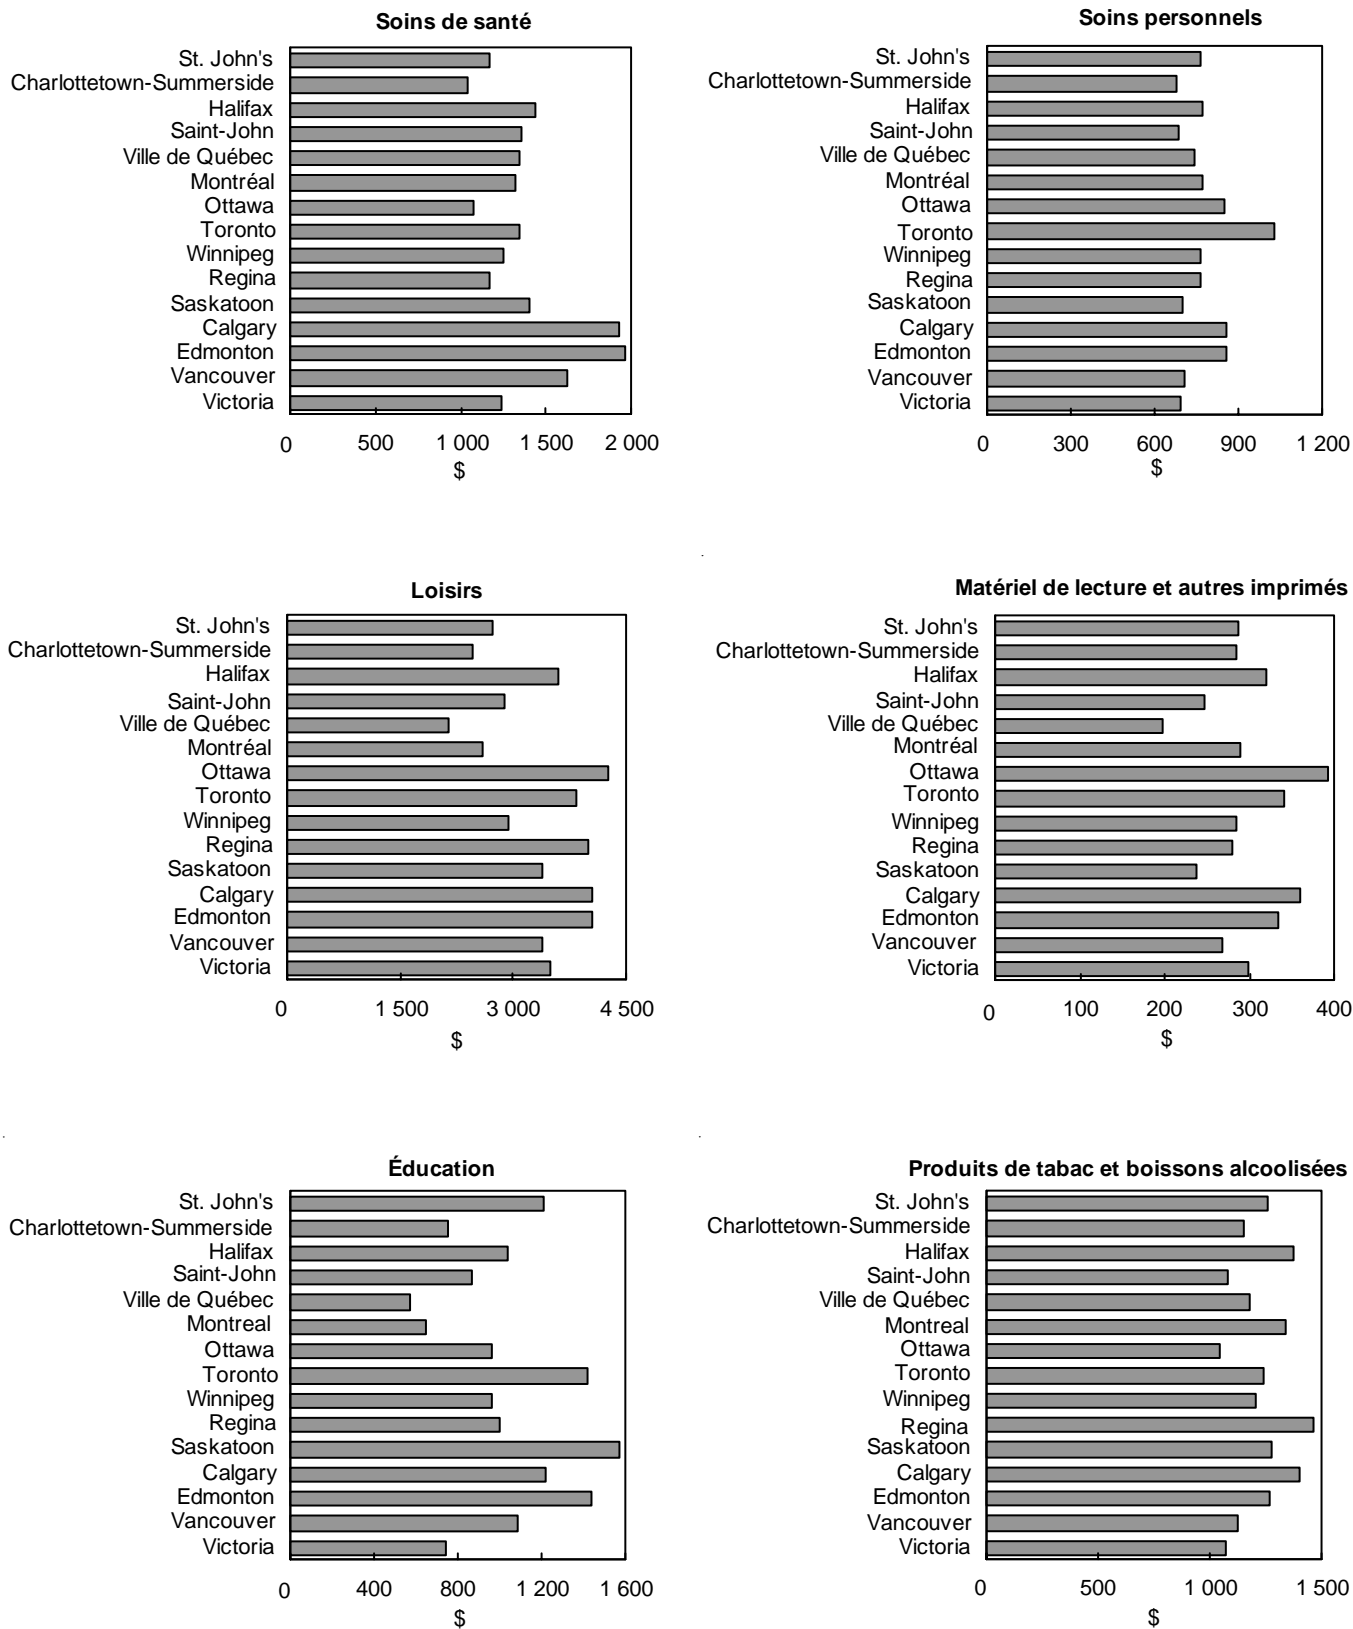 Soins de santé
St. John's
Charlottetown-Summerside
Halifax
Saint-John
Ville de Québec
Montréal
Ottawa
Toronto
Winnipeg
Regina
Saskatoon
Calgary
Edmonton
Vancouver
Victoria
0 500 1 000 1 500 2 000
$
Soins personnels
St. John's
Charlottetown-Summerside
Halifax
Saint-John
Ville de Québec
Montréal
Ottawa
Toronto
Winnipeg
Regina
Saskatoon
Calgary
Edmonton
Vancouver
Victoria
0 300 600 900 1 200
$
Loisirs
St. John's
Charlottetown-Summerside
Halifax
Saint-John
Ville de Québec
Montréal
Ottawa
Toronto
Winnipeg
Regina
Saskatoon
Calgary
Edmonton
Vancouver
Victoria
0 1 500 3 000 4 500
$
Matériel de lecture et autres imprimés
St. John's
Charlottetown-Summerside
Halifax
Saint-John
Ville de Québec
Montréal
Ottawa
Toronto
Winnipeg
Regina
Saskatoon
Calgary
Edmonton
Vancouver
Victoria
0 100 200 300 400
$
Éducation
St. John's
Charlottetown-Summerside
Halifax
Saint-John
Ville de Québec
Montreal
Ottawa
Toronto
Winnipeg
Regina
Saskatoon
Calgary
Edmonton
Vancouver
Victoria
0 400 800 1 200 1 600
$
Produits de tabac et boissons alcoolisées
St. John's
Charlottetown-Summerside
Halifax
Saint-John
Ville de Québec
Montreal
Ottawa
Toronto
Winnipeg
Regina
Saskatoon
Calgary
Edmonton
Vancouver
Victoria
0 500 1 000 1 500
$